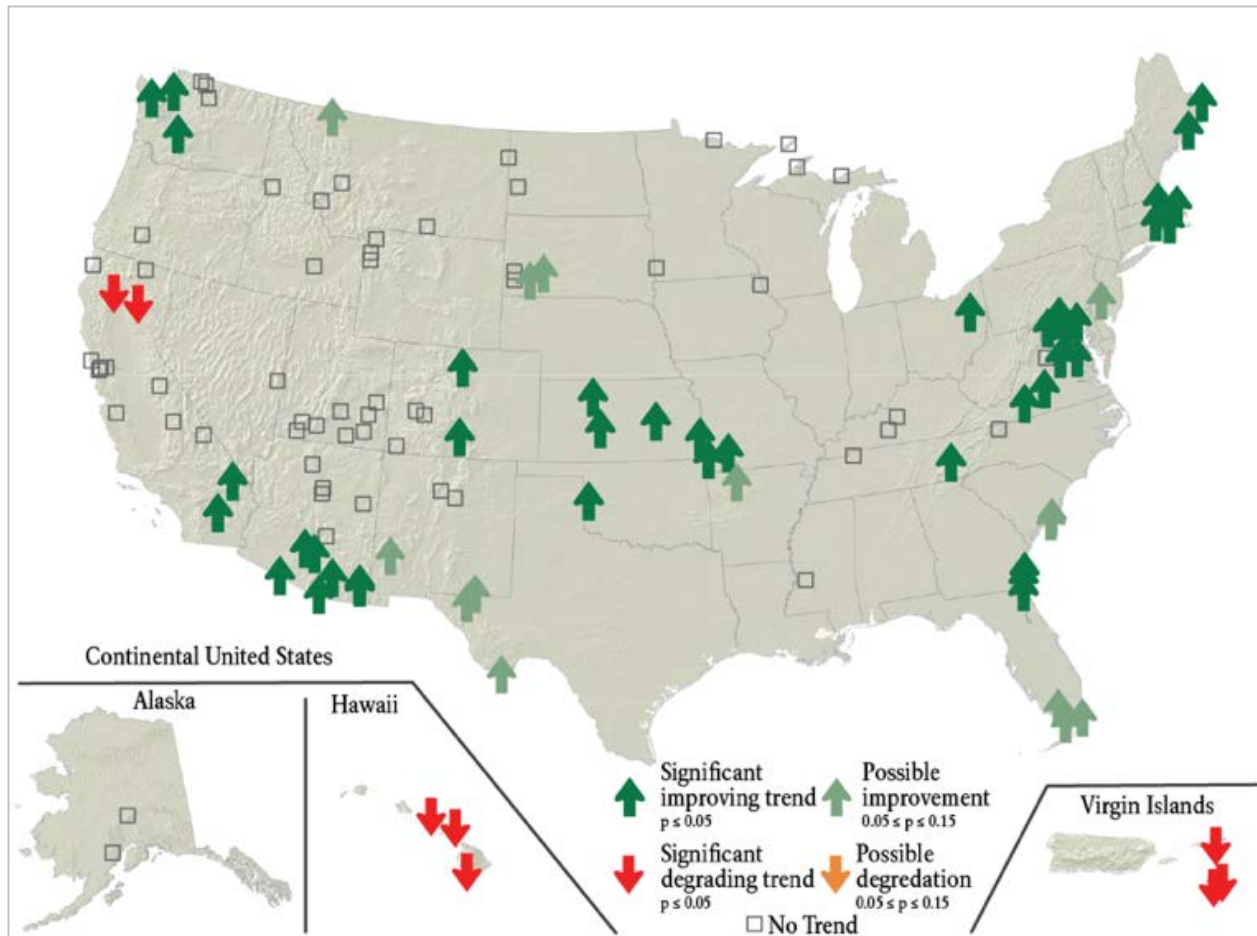 Continental United States
Alaska
Hawaii
Significant
improving trend
p ≤ 0.05
Possible
improvement
0.05 ≤ p ≤ 0.15
Significant
degrading trend
p ≤ 0.05
Possible
degredation
0.05 ≤ p ≤ 0.15
No Trend
Virgin Islands